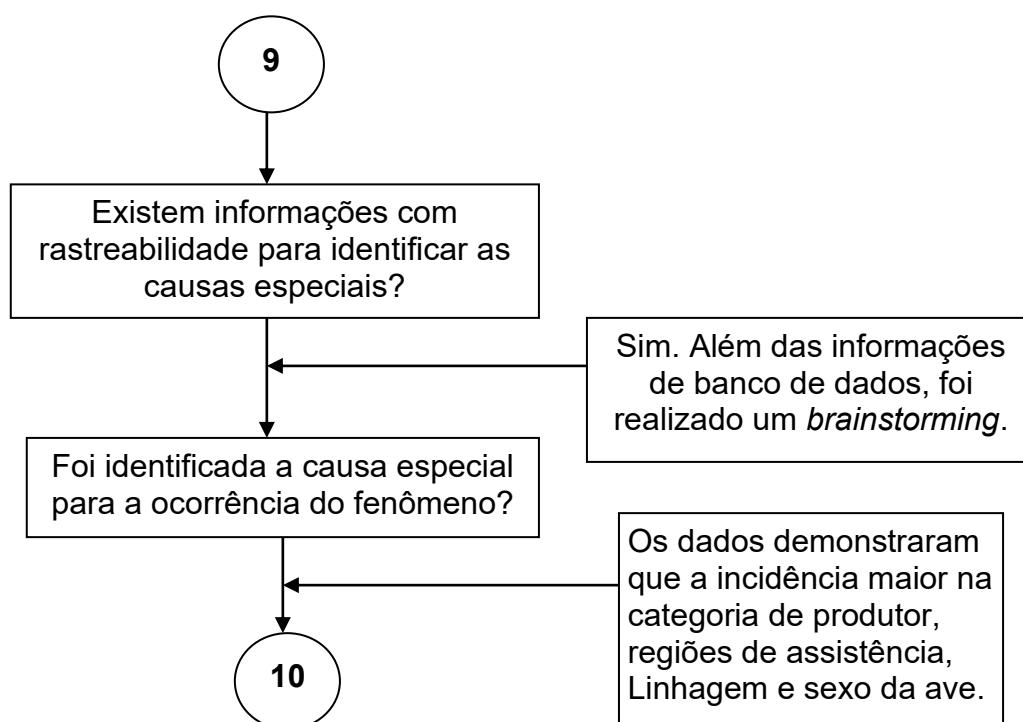 9
Existem informações com
rastreabilidade para identificar as
causas especiais?
Sim. Além das informações
de banco de dados, foi
realizado um brainstorming.
Foi identificada a causa especial
para a ocorrência do fenômeno?
Os dados demonstraram
que a incidência maior na
categoria de produtor,
regiões de assistência,
Linhagem e sexo da ave.
10